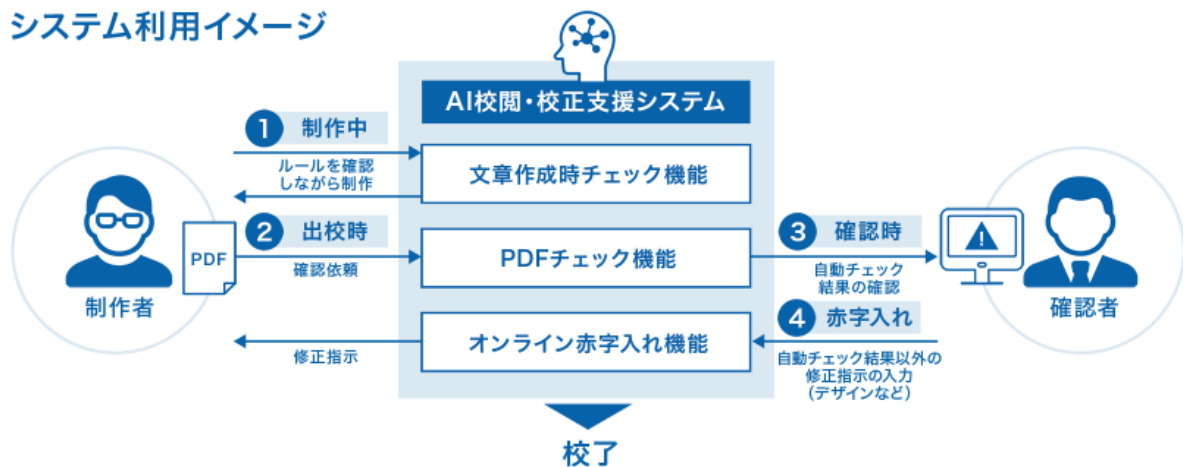 システム利用イメージ
AI校閲・校正支援システム
1 制作中
ルールを確認
しながら制作
文章作成時チェック機能
制作者
PDF
2 出校時
確認依頼
PDFチェック機能
3 確認時
自動チェック
結果の確認
!
確認者
4 赤字入れ
自動チェック結果以外の
修正指示の入力
(デザインなど)
オンライン赤字入れ機能
修正指示
校了